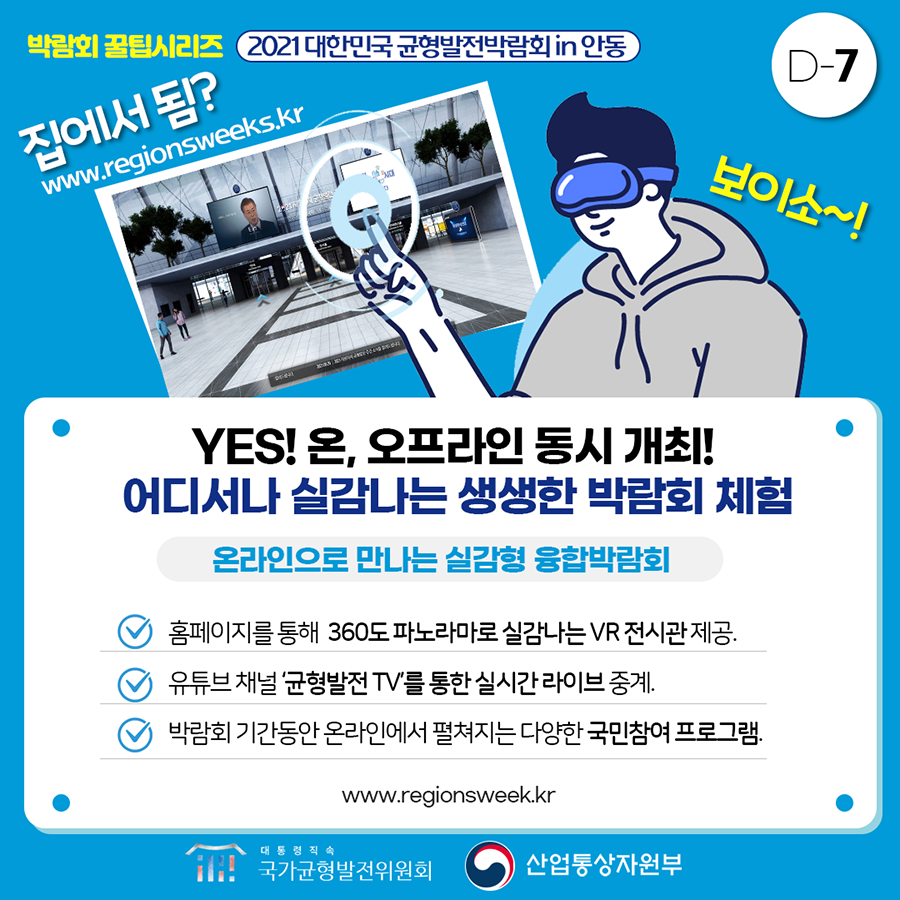 박람회 꿀팁시리즈 2021 대한민국 균형발전박람회 in 안동
D-7
집에서 됨?
www.regionsweeks.kr
보이소~!
YES! 온, 오프라인 동시 개최!
어디서나 실감나는 생생한 박람회 체험
온라인으로 만나는 실감형 융합박람회
홈페이지를 통해 360도 파노라마로 실감나는 VR 전시관 제공.
유튜브 채널 ‘균형발전 TV’를 통한 실시간 라이브 중계.
박람회 기간동안 온라인에서 펼쳐지는 다양한 국민참여 프로그램.
www.regionsweek.kr
대통령직속
국가균형발전위원회
산업통상자원부